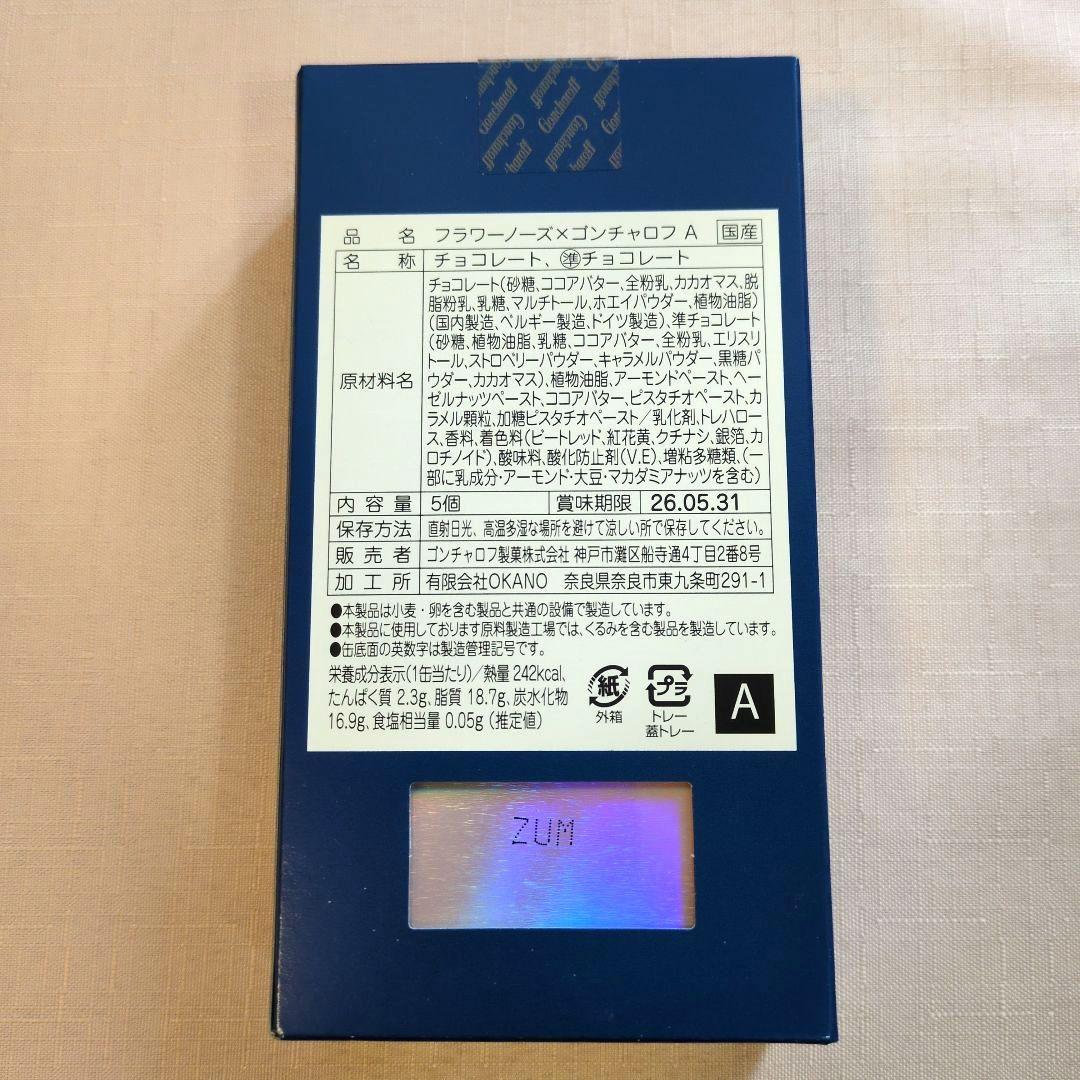 Goncharoff
品名 フラワーノーズ×ゴンチャロフ A 国産
名称 チョコレート、㊝チョコレート
原材料名
チョコレート(砂糖、ココアバター、全粉乳、カカオマス、脱
脂粉乳、乳糖、マルチトール、ホエイパウダー、植物油脂)
(国内製造、ベルギー製造、ドイツ製造)、準チョコレート
(砂糖、植物油脂、乳糖、ココアバター、全粉乳、エリスリ
トール、ストロベリーパウダー、キャラメルパウダー、黒糖パ
ウダー、カカオマス)、植物油脂、アーモンドペースト、ヘー
ゼルナッツペースト、ココアバター、ピスタチオペースト、カ
ラメル顆粒、加糖ピスタチオペースト/乳化剤、トレハロー
ス、香料、着色料(ビートレッド、紅花黄、クチナシ、銀箔、カ
ロチノイド)、酸味料、酸化防止剤(V.E)、増粘多糖類、(一
部に乳成分・アーモンド・大豆・マカダミアナッツを含む)
内容量 5個 賞味期限 26.05.31
保存方法 直射日光、高温多湿な場所を避けて涼しい所で保存してください。
販売者 ゴンチャロフ製菓株式会社 神戸市灘区船寺通4丁目2番8号
加工所 有限会社OKANO 奈良県奈良市東九条町291-1
●本製品は小麦・卵を含む製品と共通の設備で製造しています。
●本製品に使用しております原料製造工場では、くるみを含む製品を製造しています。
●缶底面の英数字は製造管理記号です。
栄養成分表示(1缶当たり)/熱量 242kcal、
たんぱく質 2.3g、脂質 18.7g、炭水化物
16.9g、食塩相当量 0.05g (推定値)
紙
外箱
プラ
トレー
蓋トレー
A
ZUM